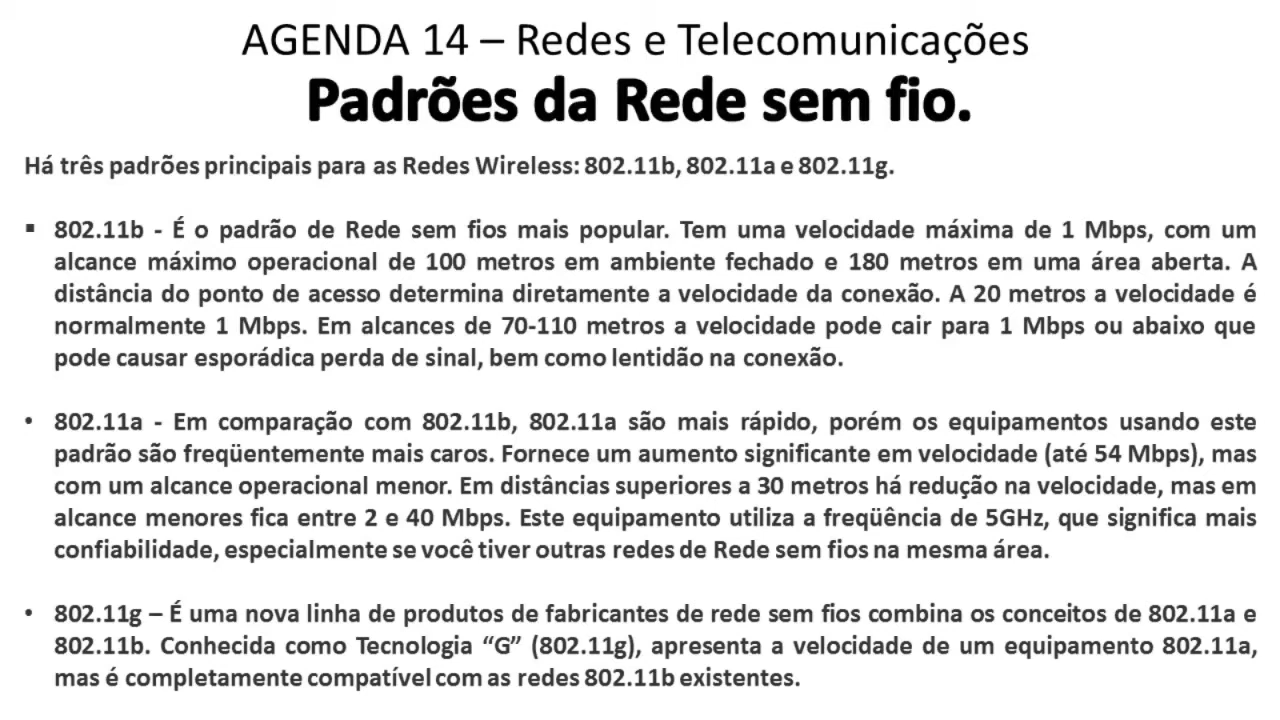 AGENDA 14 – Redes e Telecomunicações
Padrões da Rede sem fio.
Há três padrões principais para as Redes Wireless: 802.11b, 802.11a e 802.11g.
▪ 802.11b - É o padrão de Rede sem fios mais popular. Tem uma velocidade máxima de 1 Mbps, com um
alcance máximo operacional de 100 metros em ambiente fechado e 180 metros em uma área aberta. A
distância do ponto de acesso determina diretamente a velocidade da conexão. A 20 metros a velocidade é
normalmente 1 Mbps. Em alcances de 70-110 metros a velocidade pode cair para 1 Mbps ou abaixo que
pode causar esporádica perda de sinal, bem como lentidão na conexão.
• 802.11a - Em comparação com 802.11b, 802.11a são mais rápido, porém os equipamentos usando este
padrão são freqüentemente mais caros. Fornece um aumento significante em velocidade (até 54 Mbps), mas
com um alcance operacional menor. Em distâncias superiores a 30 metros há redução na velocidade, mas em
alcance menores fica entre 2 e 40 Mbps. Este equipamento utiliza a freqüência de 5GHz, que significa mais
confiabilidade, especialmente se você tiver outras redes de Rede sem fios na mesma área.
• 802.11g – É uma nova linha de produtos de fabricantes de rede sem fios combina os conceitos de 802.11a e
802.11b. Conhecida como Tecnologia “G” (802.11g), apresenta a velocidade de um equipamento 802.11a,
mas é completamente compatível com as redes 802.11b existentes.